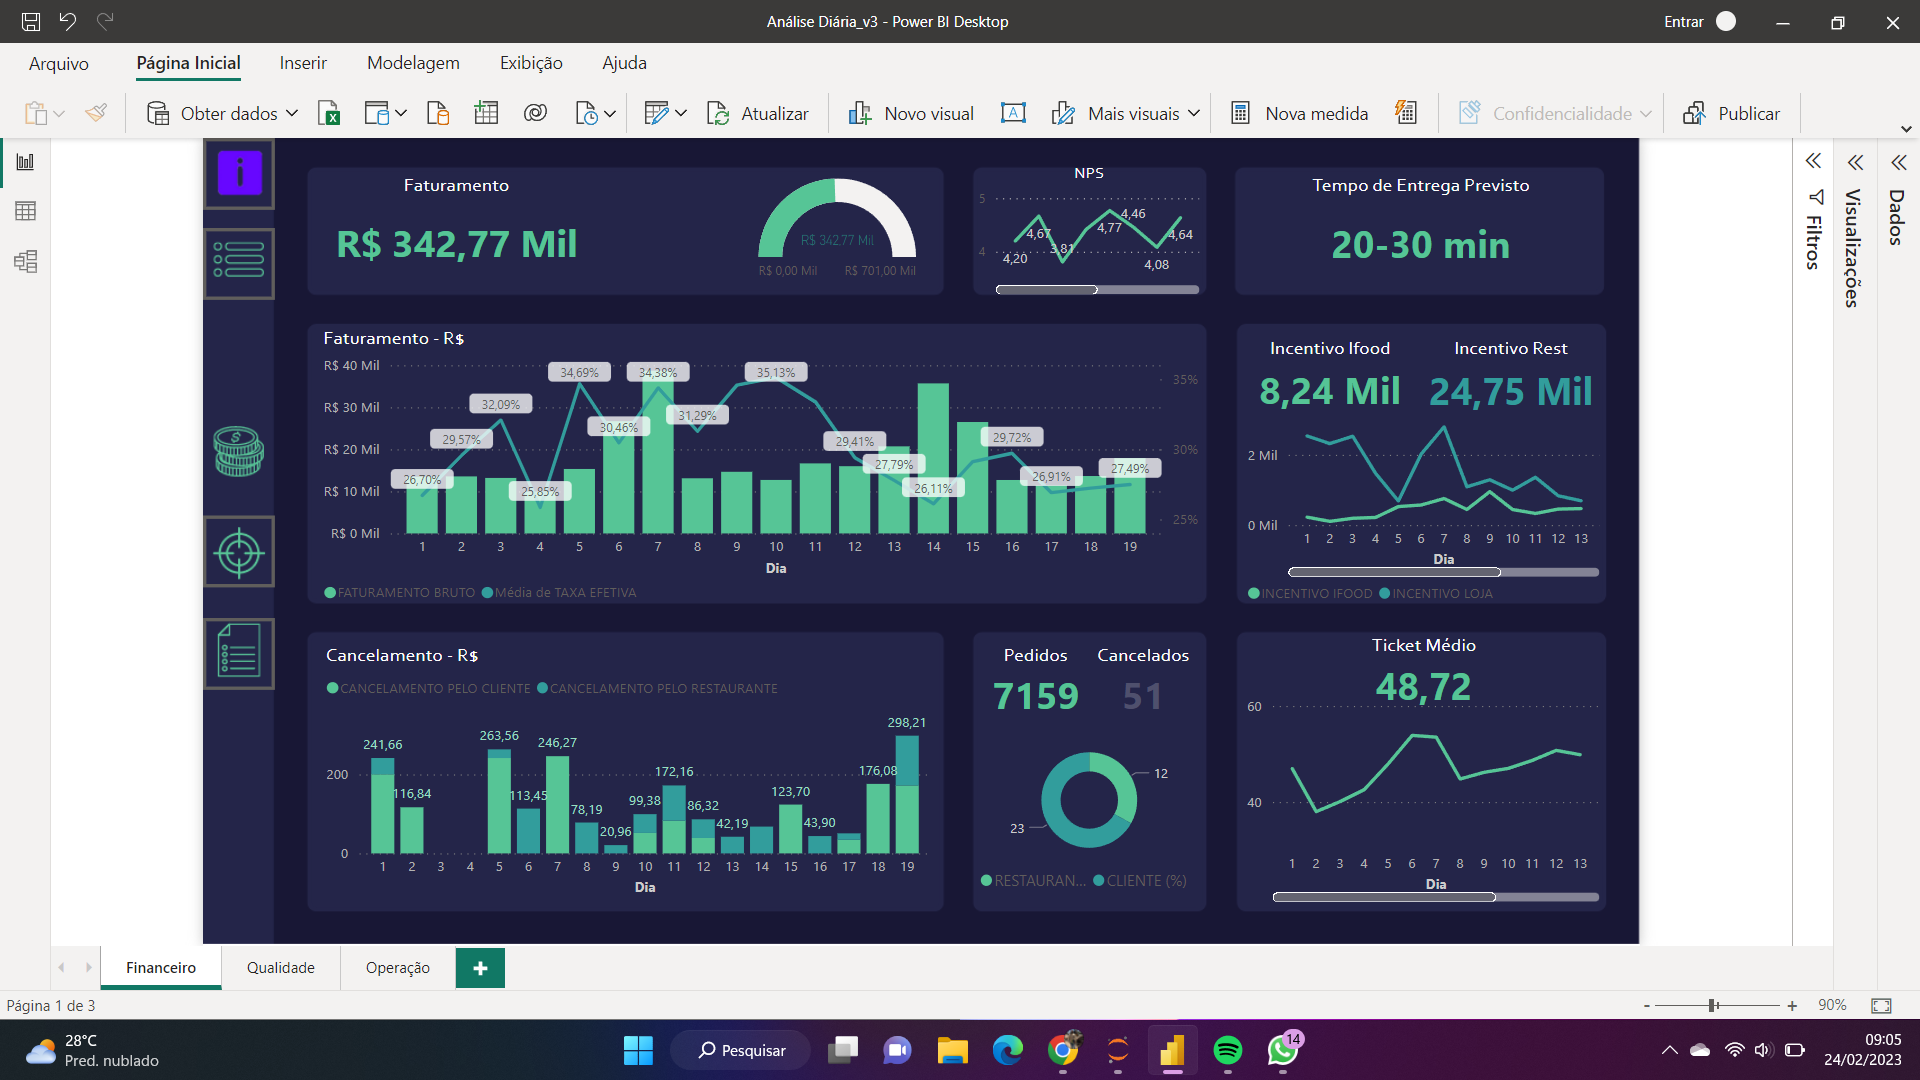 Análise Diária_v3 - Power BI Desktop
Entrar
Arquivo
Página Inicial
Inserir
Modelagem
Exibição
Ajuda
Obter dados
Atualizar
Novo visual
Mais visuais
Nova medida
Confidencialidade
Publicar
Filtros
Visualizações
Dados
Faturamento
R$ 342,77 Mil
R$ 342,77 Mil
R$ 0,00 Mil
R$ 701,00 Mil
NPS
5
4
4,20
4,67
3,81
4,77
4,46
4,08
4,64
Tempo de Entrega Previsto
20-30 min
Faturamento - R$
R$ 40 Mil
R$ 30 Mil
R$ 20 Mil
R$ 10 Mil
R$ 0 Mil
35%
30%
25%
26,70%
29,57%
32,09%
25,85%
34,69%
30,46%
34,38%
31,29%
35,13%
29,41%
27,79%
26,11%
29,72%
26,91%
27,49%
1 2 3 4 5 6 7 8 9 10 11 12 13 14 15 16 17 18 19
Dia
FATURAMENTO BRUTO Média de TAXA EFETIVA
Incentivo Ifood
8,24 Mil
Incentivo Rest
24,75 Mil
2 Mil
0 Mil
1 2 3 4 5 6 7 8 9 10 11 12 13
Dia
INCENTIVO IFOOD INCENTIVO LOJA
Cancelamento - R$
CANCELAMENTO PELO CLIENTE CANCELAMENTO PELO RESTAURANTE
200
0
241,66
116,84
263,56
113,45
246,27
78,19
20,96
99,38
172,16
86,32
42,19
123,70
43,90
176,08
298,21
1 2 3 4 5 6 7 8 9 10 11 12 13 14 15 16 17 18 19
Dia
Pedidos
7159
Cancelados
51
12
23
RESTAURAN... CLIENTE (%)
Ticket Médio
48,72
60
40
1 2 3 4 5 6 7 8 9 10 11 12 13
Dia
Financeiro
Qualidade
Operação
Página 1 de 3
90%
28°C
Pred. nublado
Pesquisar
14
09:05
24/02/2023